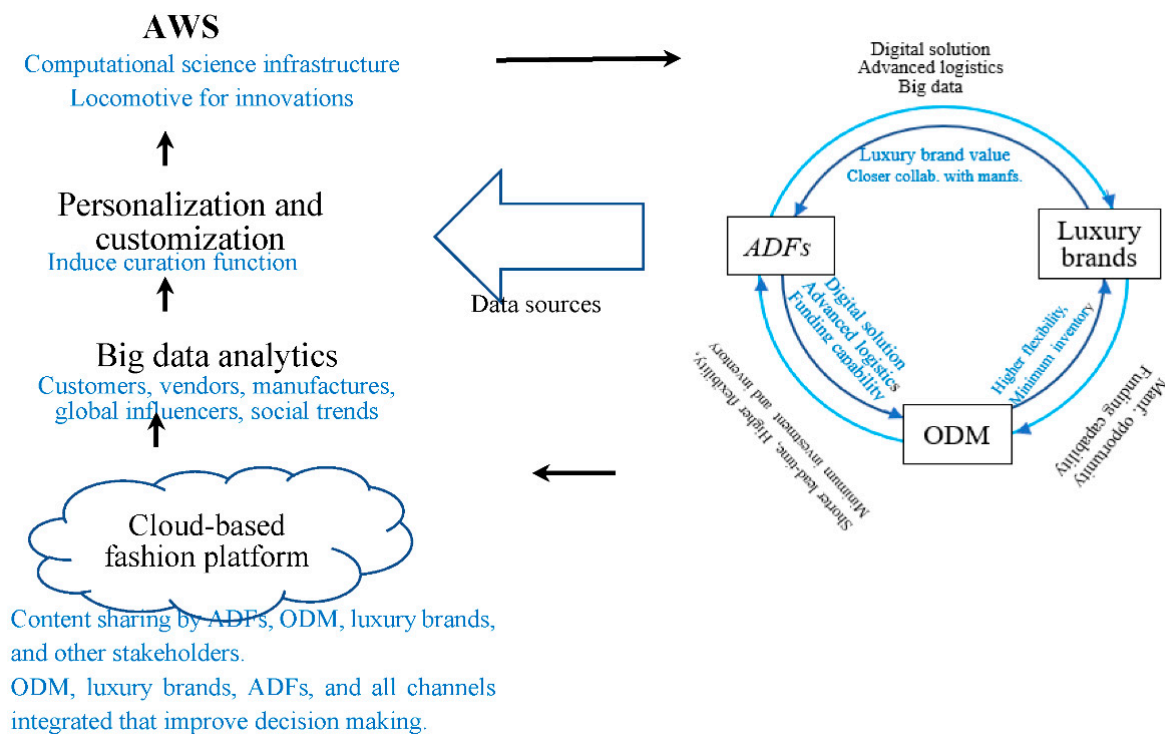 AWS
Computational science infrastructure
Locomotive for innovations
Personalization and
customization
Induce curation function
Big data analytics
Customers, vendors, manufactures,
global influencers, social trends
Cloud-based
fashion platform
Content sharing by ADFs, ODM, luxury brands,
and other stakeholders.
ODM, luxury brands, ADFs, and all channels
integrated that improve decision making.
Data sources
Digital solution
Advanced logistics
Big data
Luxury brand value
Closer collab. with manfs.
ADFs
Luxury
brands
Digital solution
Advanced logistics
Funding capability
Higher flexibility,
Minimum inventory
ODM
Shorter lead-time, Higher flexibility,
Minimum investment and inventory
Manf. opportunity
Funding capability